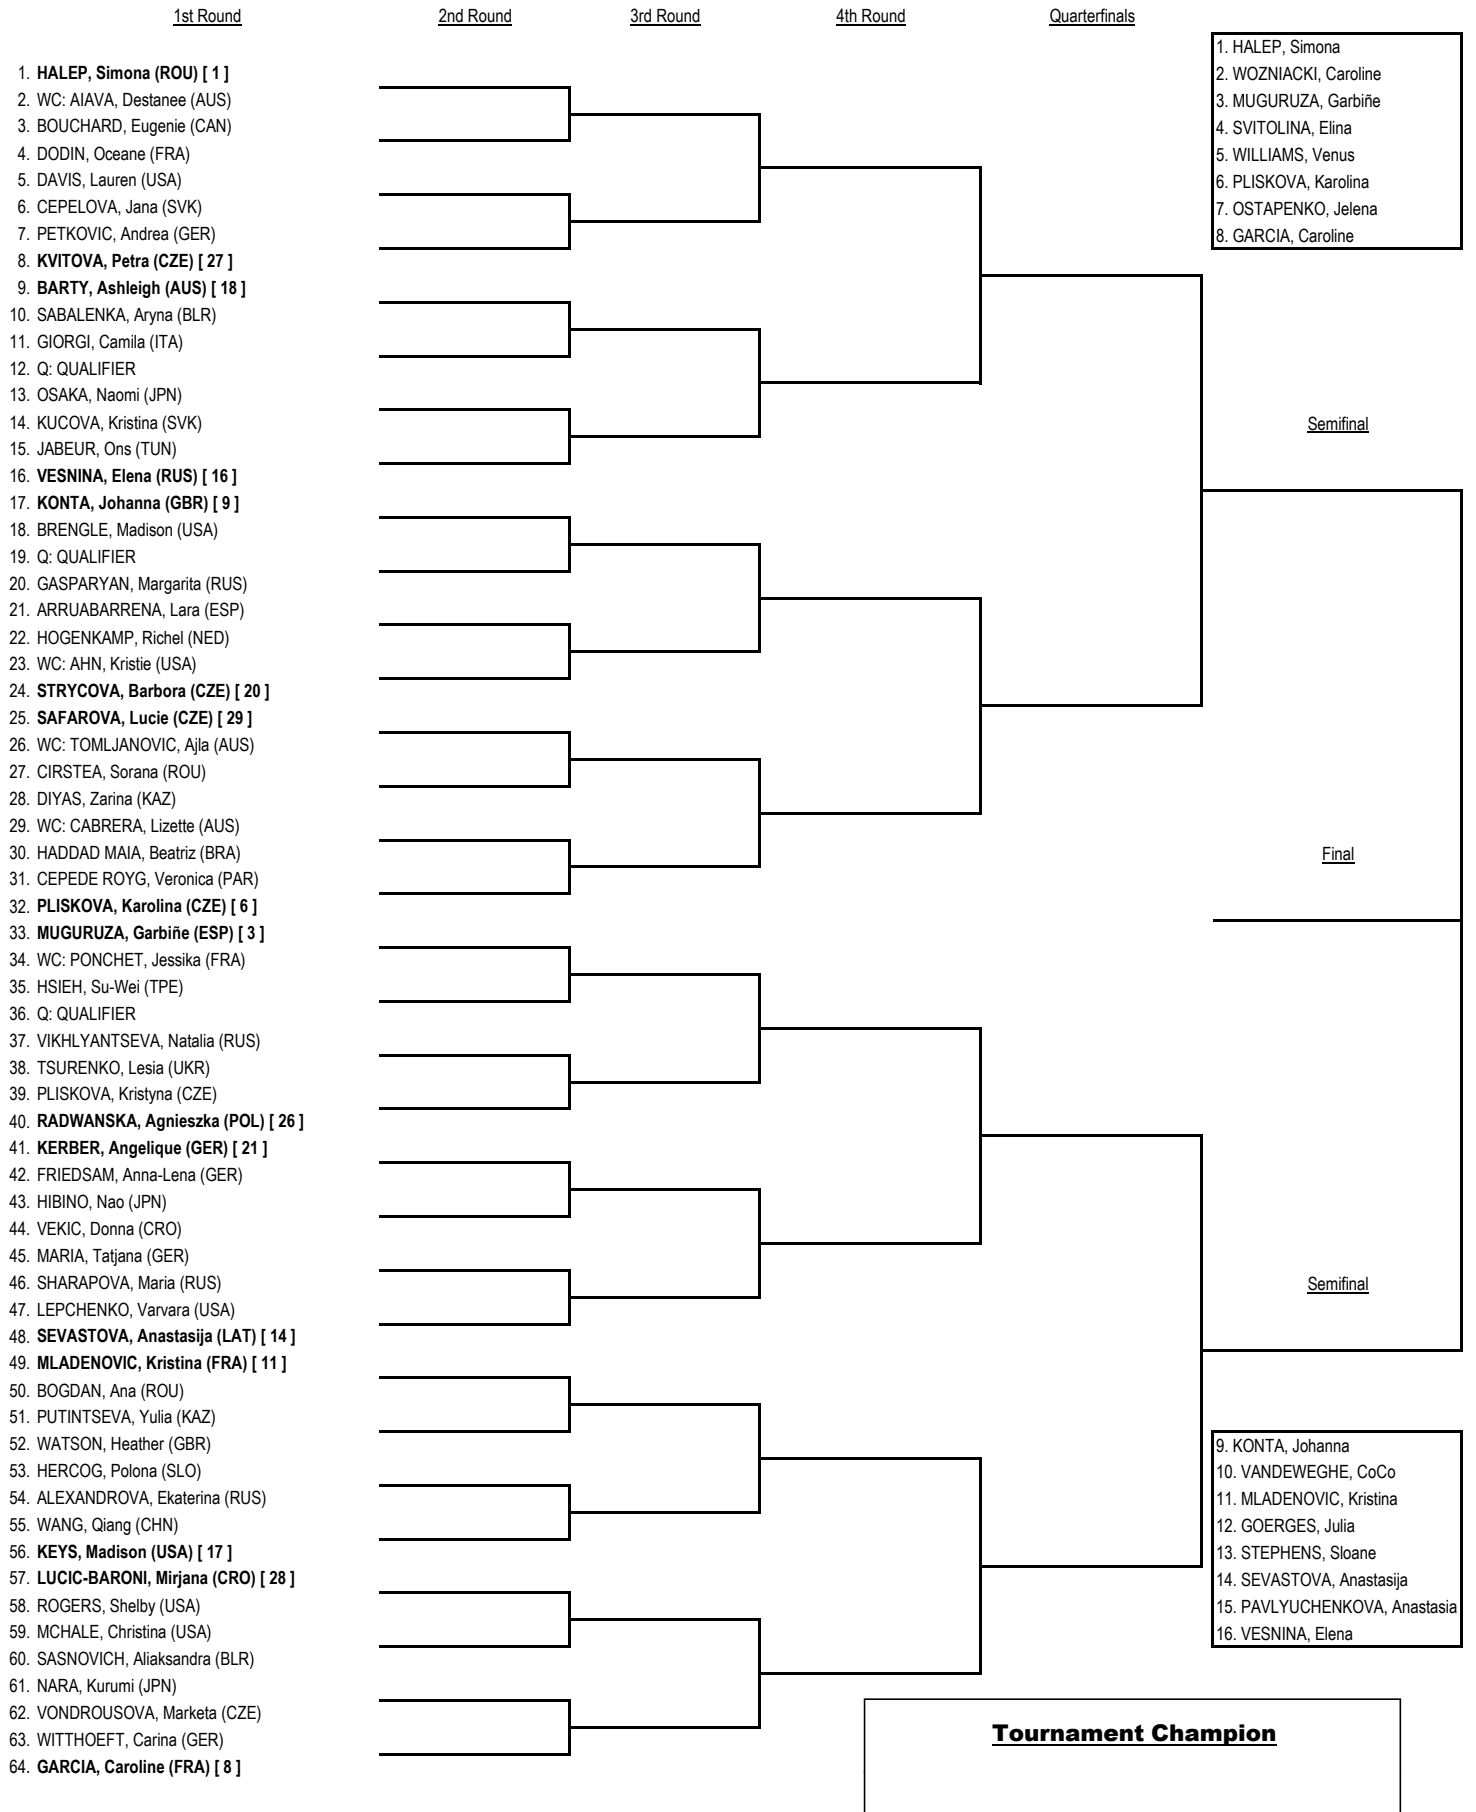 1st Round
2nd Round
3rd Round
4th Round
Quarterfinals
1. HALEP, Simona
2. WOZNIACKI, Caroline
3. MUGURUZA, Garbiñe
4. SVITOLINA, Elina
5. WILLIAMS, Venus
6. PLISKOVA, Karolina
7. OSTAPENKO, Jelena
8. GARCIA, Caroline
1. HALEP, Simona (ROU) [ 1 ]
2. WC: AIAVA, Destanee (AUS)
3. BOUCHARD, Eugenie (CAN)
4. DODIN, Oceane (FRA)
5. DAVIS, Lauren (USA)
6. CEPELOVA, Jana (SVK)
7. PETKOVIC, Andrea (GER)
8. KVITOVA, Petra (CZE) [ 27 ]
9. BARTY, Ashleigh (AUS) [ 18 ]
10. SABALENKA, Aryna (BLR)
11. GIORGI, Camila (ITA)
12. Q: QUALIFIER
13. OSAKA, Naomi (JPN)
14. KUCOVA, Kristina (SVK)
15. JABEUR, Ons (TUN)
16. VESNINA, Elena (RUS) [ 16 ]
17. KONTA, Johanna (GBR) [ 9 ]
18. BRENGLE, Madison (USA)
19. Q: QUALIFIER
20. GASPARYAN, Margarita (RUS)
21. ARRUABARRENA, Lara (ESP)
22. HOGENKAMP, Richel (NED)
23. WC: AHN, Kristie (USA)
24. STRYCOVA, Barbora (CZE) [ 20 ]
25. SAFAROVA, Lucie (CZE) [ 29 ]
26. WC: TOMLJANOVIC, Ajla (AUS)
27. CIRSTEA, Sorana (ROU)
28. DIYAS, Zarina (KAZ)
29. WC: CABRERA, Lizette (AUS)
30. HADDAD MAIA, Beatriz (BRA)
31. CEPEDE ROYG, Veronica (PAR)
32. PLISKOVA, Karolina (CZE) [ 6 ]
33. MUGURUZA, Garbiñe (ESP) [ 3 ]
34. WC: PONCHET, Jessika (FRA)
35. HSIEH, Su-Wei (TPE)
36. Q: QUALIFIER
37. VIKHLYANTSEVA, Natalia (RUS)
38. TSURENKO, Lesia (UKR)
39. PLISKOVA, Kristyna (CZE)
40. RADWANSKA, Agnieszka (POL) [ 26 ]
41. KERBER, Angelique (GER) [ 21 ]
42. FRIEDSAM, Anna-Lena (GER)
43. HIBINO, Nao (JPN)
44. VEKIC, Donna (CRO)
45. MARIA, Tatjana (GER)
46. SHARAPOVA, Maria (RUS)
47. LEPCHENKO, Varvara (USA)
48. SEVASTOVA, Anastasija (LAT) [ 14 ]
49. MLADENOVIC, Kristina (FRA) [ 11 ]
50. BOGDAN, Ana (ROU)
51. PUTINTSEVA, Yulia (KAZ)
52. WATSON, Heather (GBR)
53. HERCOG, Polona (SLO)
54. ALEXANDROVA, Ekaterina (RUS)
55. WANG, Qiang (CHN)
56. KEYS, Madison (USA) [ 17 ]
57. LUCIC-BARONI, Mirjana (CRO) [ 28 ]
58. ROGERS, Shelby (USA)
59. MCHALE, Christina (USA)
60. SASNOVICH, Aliaksandra (BLR)
61. NARA, Kurumi (JPN)
62. VONDROUSOVA, Marketa (CZE)
63. WITTHOEFT, Carina (GER)
64. GARCIA, Caroline (FRA) [ 8 ]
Semifinal
Final
Semifinal
9. KONTA, Johanna
10. VANDEWEGHE, CoCo
11. MLADENOVIC, Kristina
12. GOERGES, Julia
13. STEPHENS, Sloane
14. SEVASTOVA, Anastasija
15. PAVLYUCHENKOVA, Anastasia
16. VESNINA, Elena
Tournament Champion